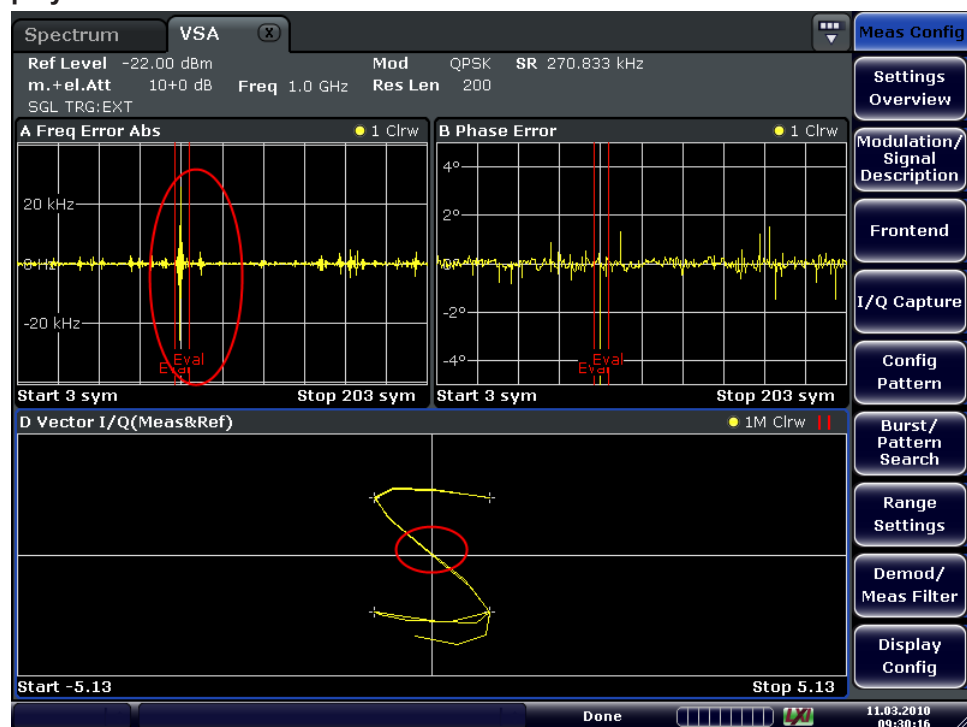 Spectrum VSA X
Ref Level -22.00 dBm Mod QPSK SR 270.833 kHz
m.+el.Att 10+0 dB Freq 1.0 GHz Res Len 200
SGL TRG:EXT
A Freq Error Abs 1 Clrw
20 kHz
0 Hz
-20 kHz
Eval
Eval
Start 3 sym Stop 203 sym
B Phase Error 1 Clrw
4°
2°
0°
-2°
-4°
Eval
Eval
Start 3 sym Stop 203 sym
D Vector I/Q(Meas&Ref) 1M Clrw
Start -5.13 Stop 5.13
Meas Config
Settings
Overview
Modulation/
Signal
Description
Frontend
I/Q Capture
Config
Pattern
Burst/
Pattern
Search
Range
Settings
Demod/
Meas Filter
Display
Config
Done LXI 11.03.2010
09:30:16